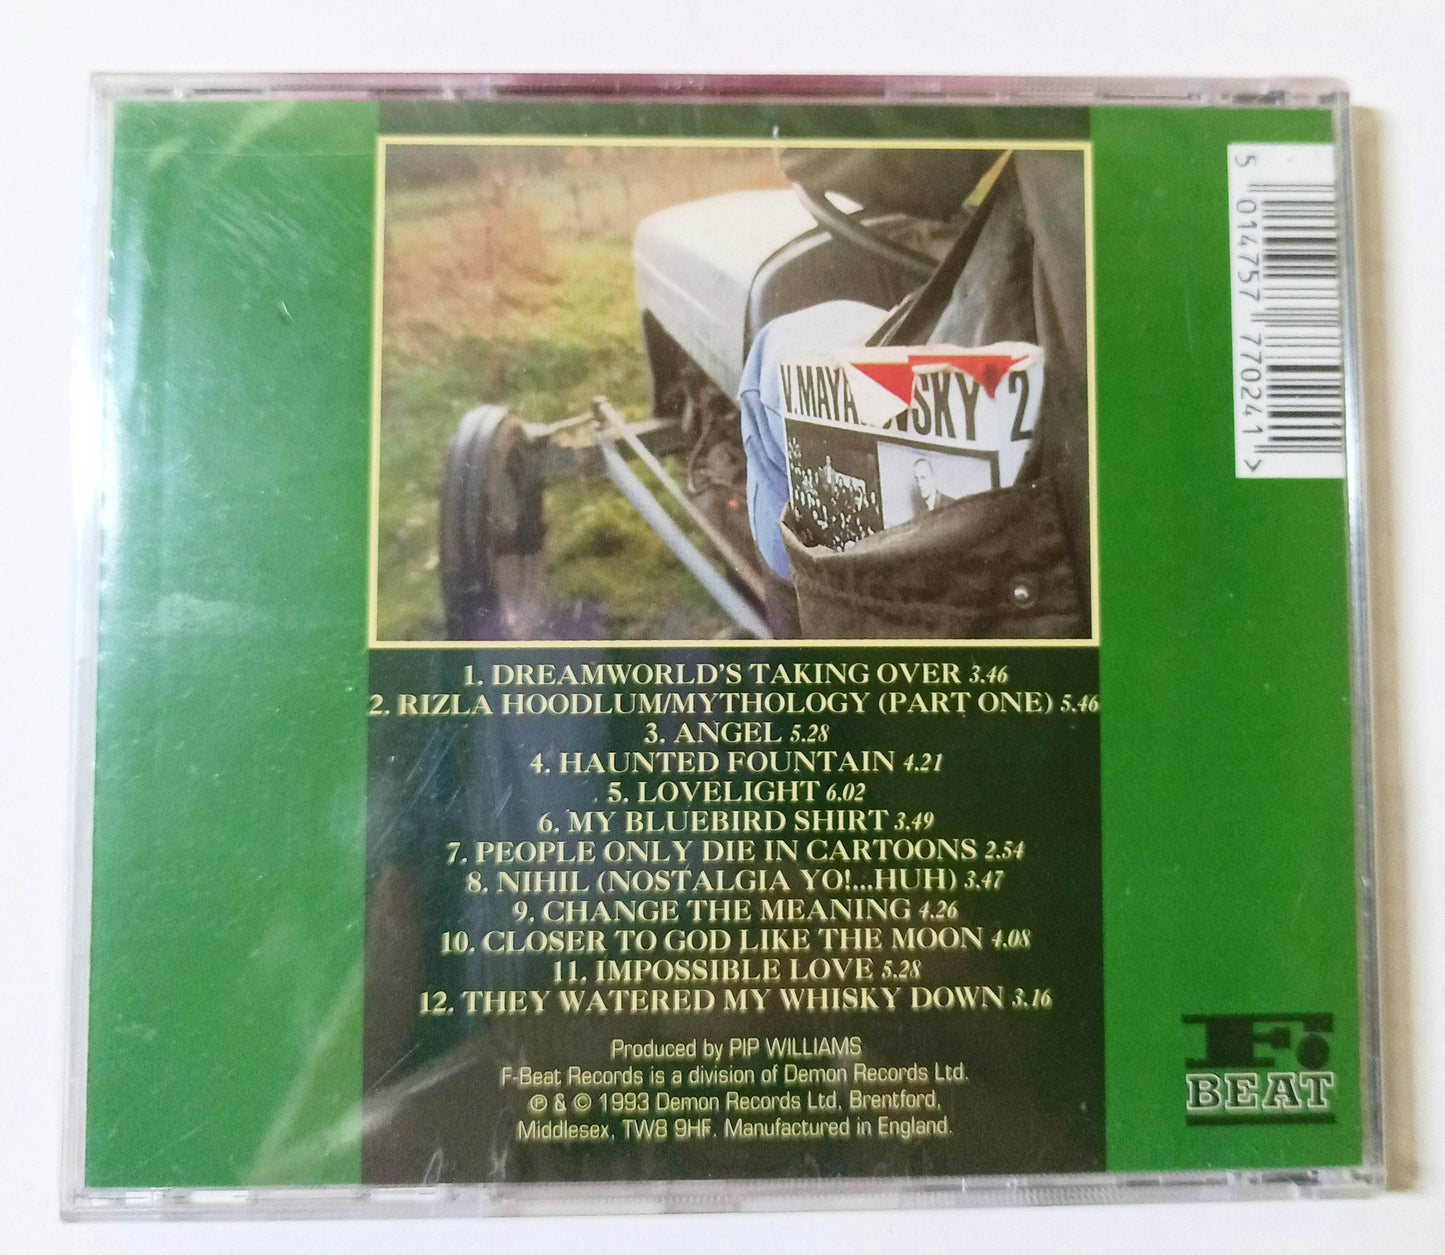 V.MAYA
SKY 2
1. DREAMWORLD'S TAKING OVER 3.46
2. RIZLA HOODLUM/MYTHOLOGY (PART ONE) 5.46
3. ANGEL 5.28
4. HAUNTED FOUNTAIN 4.21
5. LOVELIGHT 6.02
6. MY BLUEBIRD SHIRT 3.49
7. PEOPLE ONLY DIE IN CARTOONS 2.54
8. NIHIL (NOSTALGIA YO!...HUH) 3.47
9. CHANGE THE MEANING 4.26
10. CLOSER TO GOD LIKE THE MOON 4.08
11. IMPOSSIBLE LOVE 5.28
12. THEY WATERED MY WHISKY DOWN 3.16
Produced by PIP WILLIAMS
F-Beat Records is a division of Demon Records Ltd.
℗ & © 1993 Demon Records Ltd, Brentford,
Middlesex, TW8 9HF. Manufactured in England.
5 014757 770241 >
F.
BEAT